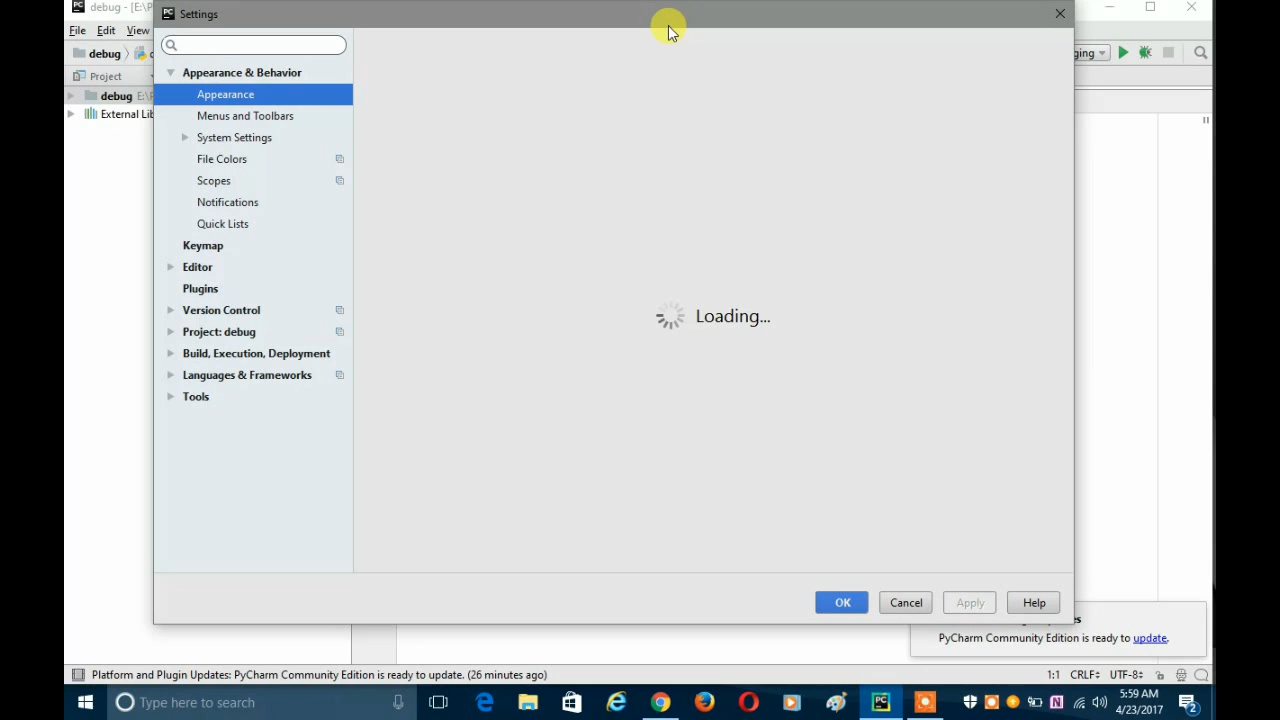 debug - [E:\P
Settings
File Edit View
debug
ging
Project
Appearance & Behavior
Appearance
debug E:\P
External Lib
Menus and Toolbars
System Settings
File Colors
Scopes
Notifications
Quick Lists
Keymap
Editor
Plugins
Version Control
Loading...
Project: debug
Build, Execution, Deployment
Languages & Frameworks
Tools
OK Cancel Apply Help
PyCharm Community Edition is ready to update.
Platform and Plugin Updates: PyCharm Community Edition is ready to update. (26 minutes ago)
1:1 CRLF÷ UTF-8÷
Type here to search
5:59 AM
4/23/2017
2